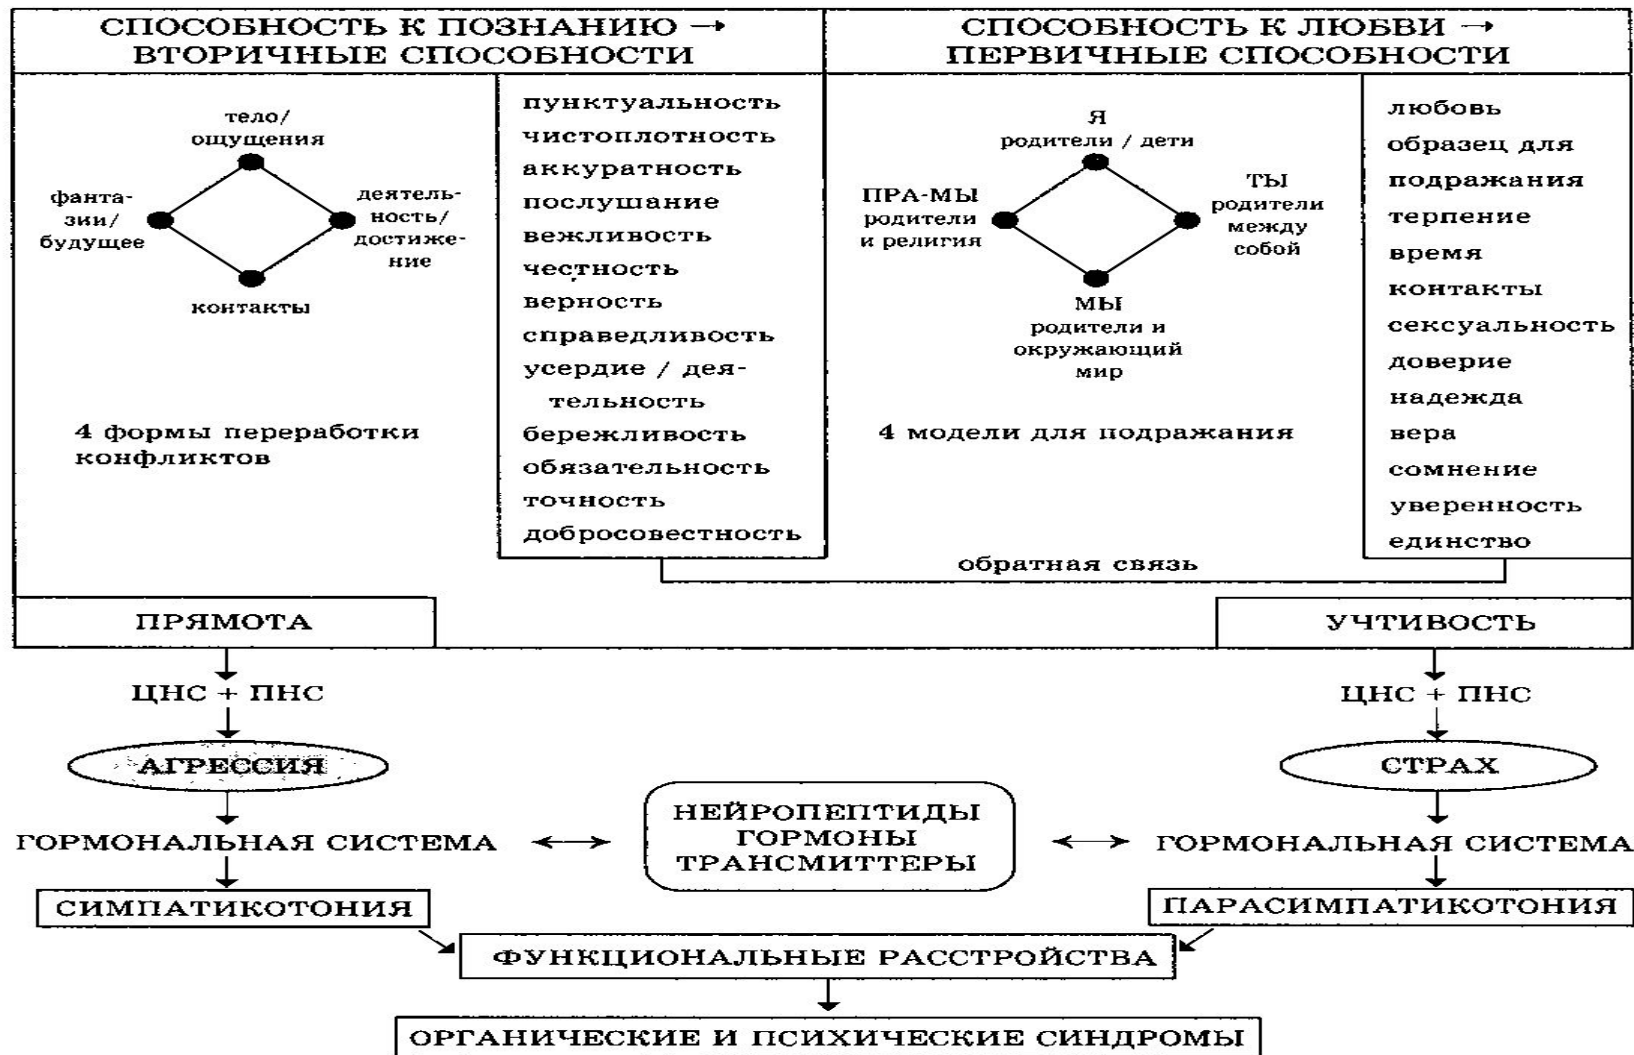 СПОСОБНОСТЬ К ПОЗНАНИЮ →
ВТОРИЧНЫЕ СПОСОБНОСТИ
СПОСОБНОСТЬ К ЛЮБВИ →
ПЕРВИЧНЫЕ СПОСОБНОСТИ
тело/
ощущения
фанта-
зии/
будущее
деятель-
ность/
достиже-
ние
контакты
4 формы переработки
конфликтов
пунктуальность
чистоплотность
аккуратность
послушание
вежливость
честность
верность
справедливость
усердие / дея-
тельность
бережливость
обязательность
точность
добросовестность
Я
родители / дети
ПРА-МЫ
родители
и религия
ТЫ
родители
между
собой
МЫ
родители и
окружающий
мир
4 модели для подражания
любовь
образец для
подражания
терпение
время
контакты
сексуальность
доверие
надежда
вера
сомнение
уверенность
единство
обратная связь
ПРЯМОТА
УЧТИВОСТЬ
ЦНС + ПНС
ЦНС + ПНС
АГРЕССИЯ
СТРАХ
НЕЙРОПЕПТИДЫ
ГОРМОНЫ
ТРАНСМИТТЕРЫ
ГОРМОНАЛЬНАЯ СИСТЕМА
ГОРМОНАЛЬНАЯ СИСТЕМА
СИМПАТИКОТОНИЯ
ПАРАСИМПАТИКОТОНИЯ
ФУНКЦИОНАЛЬНЫЕ РАССТРОЙСТВА
ОРГАНИЧЕСКИЕ И ПСИХИЧЕСКИЕ СИНДРОМЫ